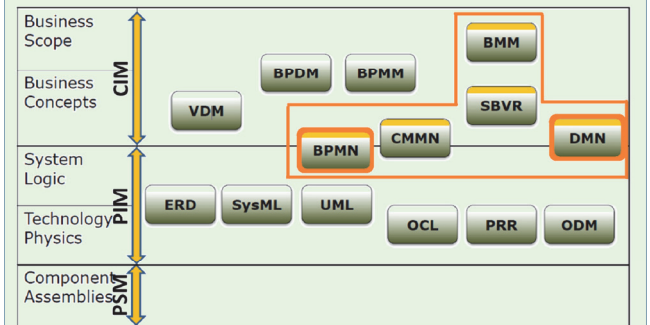 Business
Scope
Business
Concepts
CIM
BMM
BPDM
BPMM
VDM
SBVR
BPMN
CMMN
DMN
System
Logic
Technology
Physics
PIM
ERD
SysML
UML
OCL
PRR
ODM
Component
Assemblies
PSM